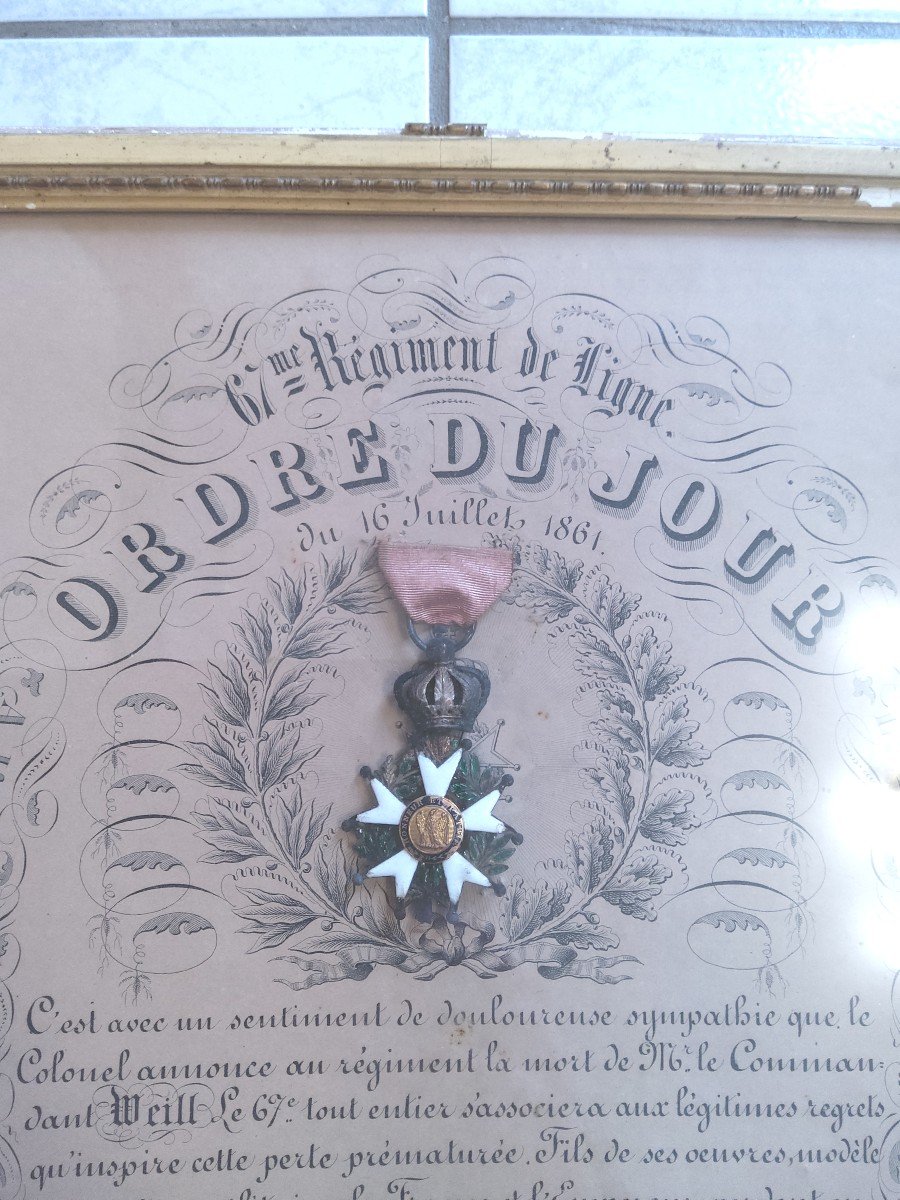 67me Régiment de Ligne.
ORDRE DU JOUR
du 16 Juillet 1861.
C'est avec un sentiment de douloureuse sympathie que le
Colonel annonce au régiment la mort de Mr. le Comman=
dant Weill Le 67e tout entier s'associera aux légitimes regrets
qu'inspire cette perte prématurée. Fils de ses oeuvres, modèle